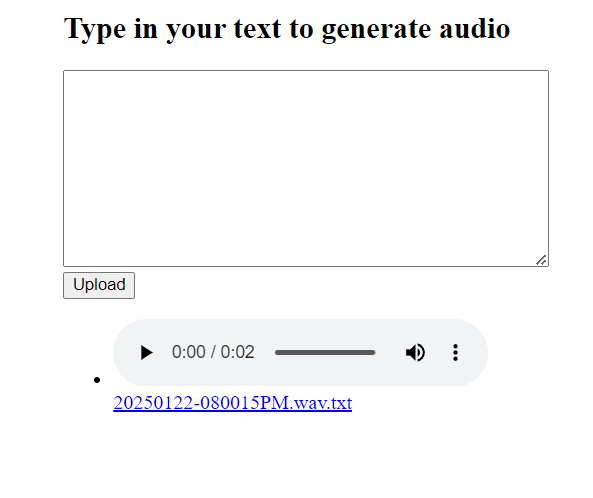 Type in your text to generate audio
Upload
0:00 / 0:02
20250122-080015PM.wav.txt